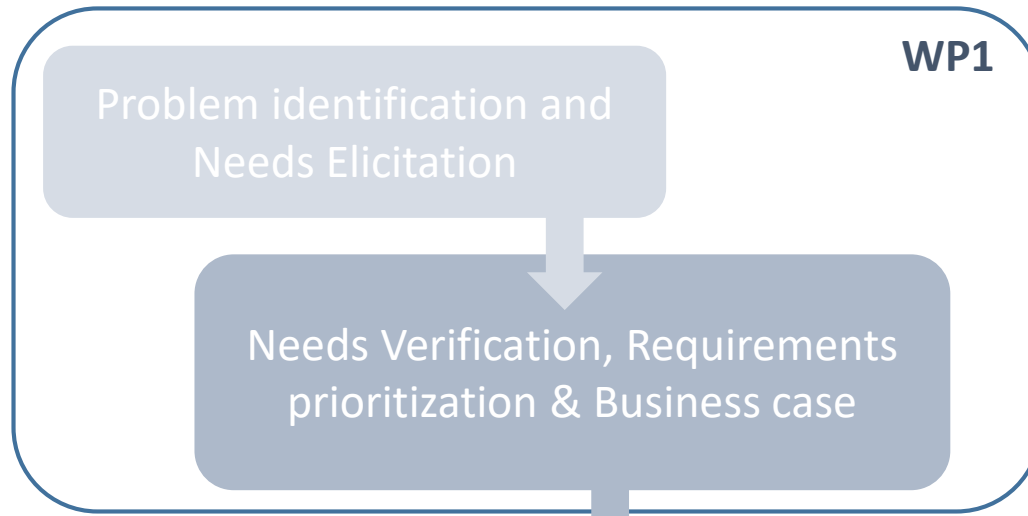 WP1
Problem identification and
Needs Elicitation
Needs Verification, Requirements
prioritization & Business case